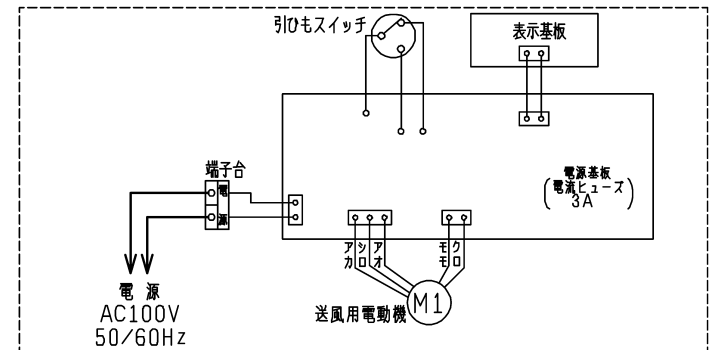 引ひもスイッチ
表示基板
端子台
電
源
電源基板
(電流ヒューズ)
3A
アカ
シロ
アオ
モモ
クロ
送風用電動機
M1
電 源
AC100V
50/60Hz